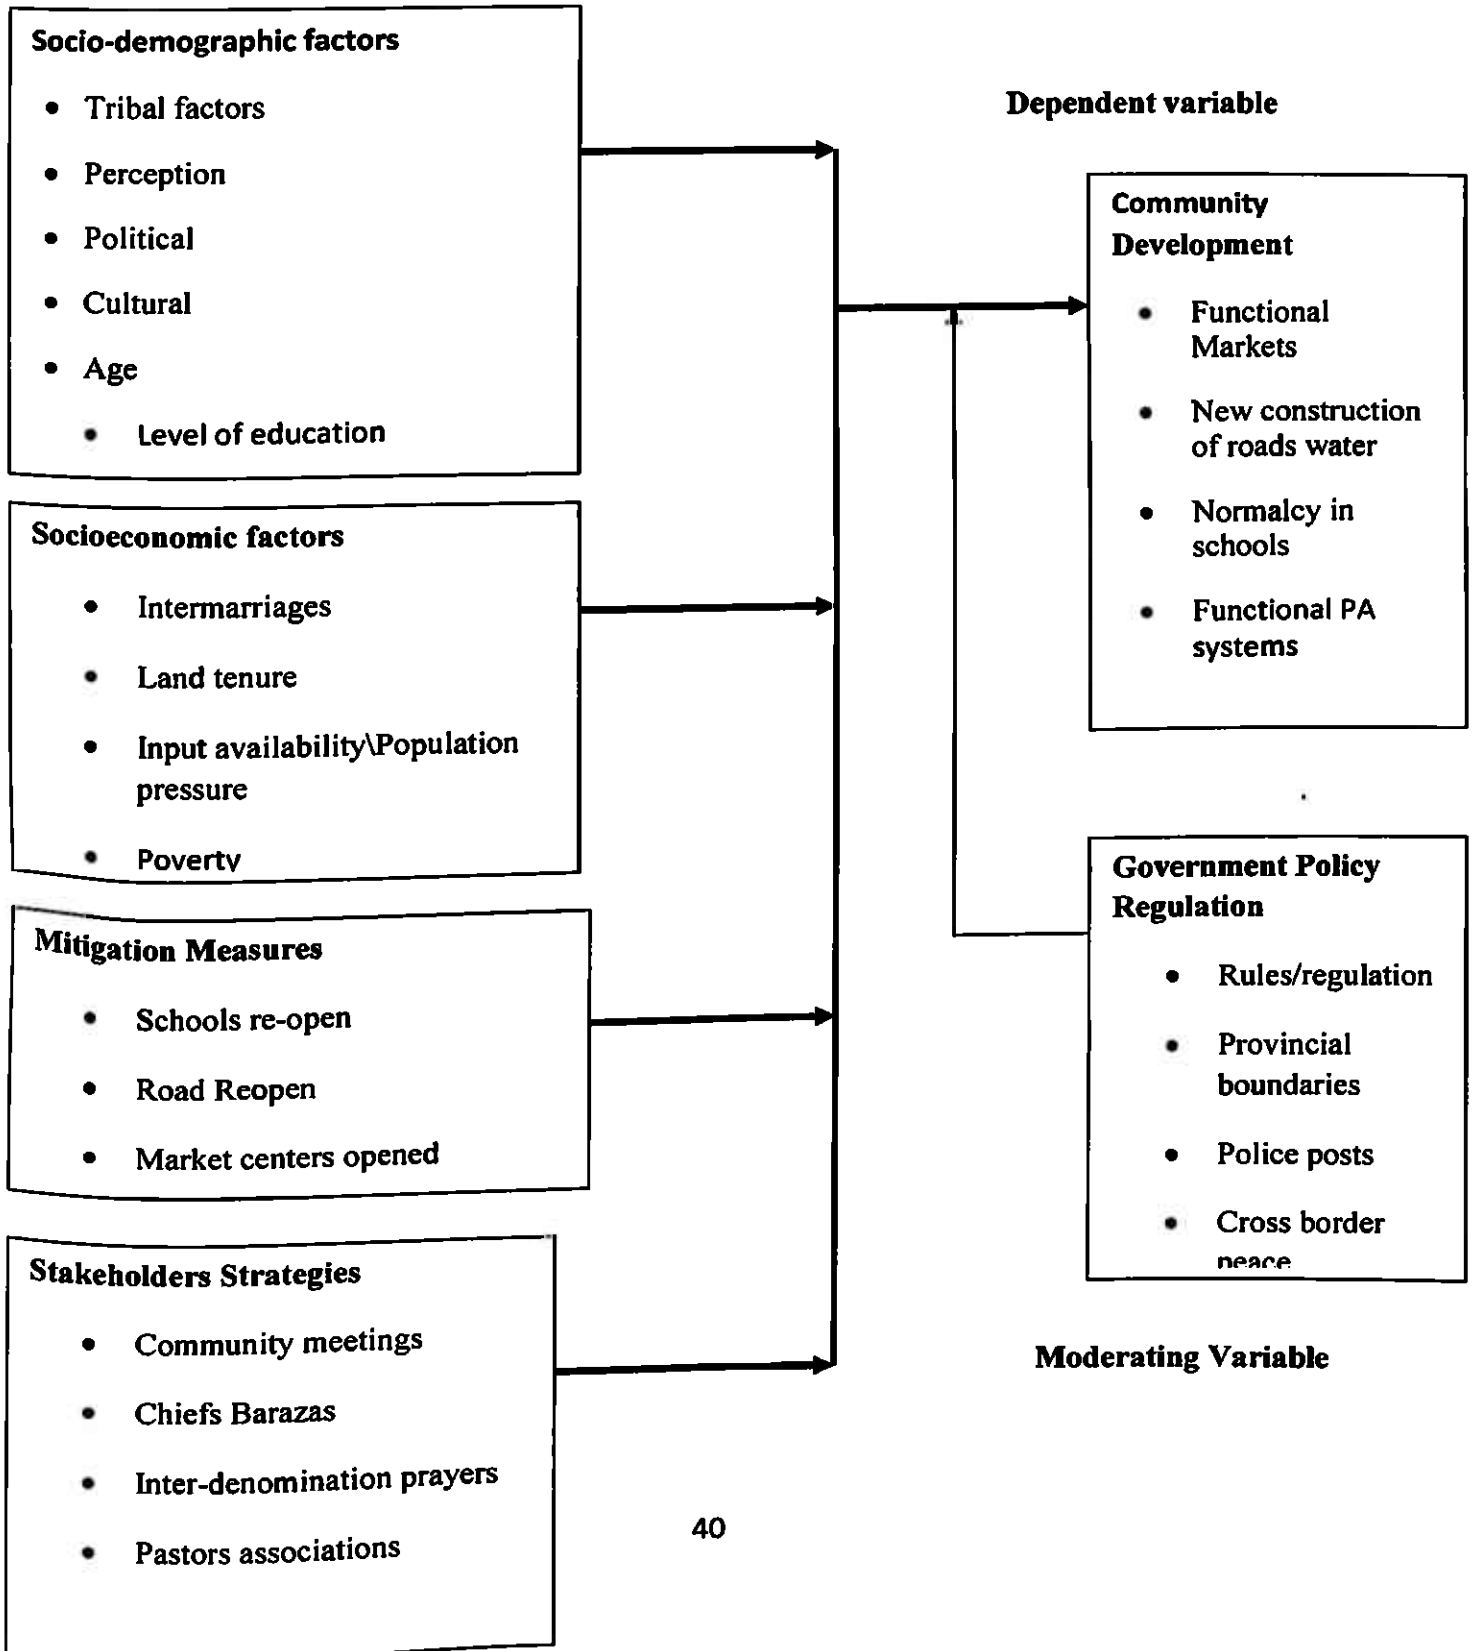 Socio-demographic factors
• Tribal factors
• Perception
• Political
• Cultural
• Age
• Level of education
Socioeconomic factors
• Intermarriages
• Land tenure
• Input availability\Population
pressure
• Poverty
Mitigation Measures
• Schools re-open
• Road Reopen
• Market centers opened
Stakeholders Strategies
• Community meetings
• Chiefs Barazas
• Inter-denomination prayers
• Pastors associations
Dependent variable
Community
Development
• Functional
Markets
• New construction
of roads water
• Normalcy in
schools
• Functional PA
systems
Government Policy
Regulation
• Rules/regulation
• Provincial
boundaries
• Police posts
• Cross border
peace
Moderating Variable
40